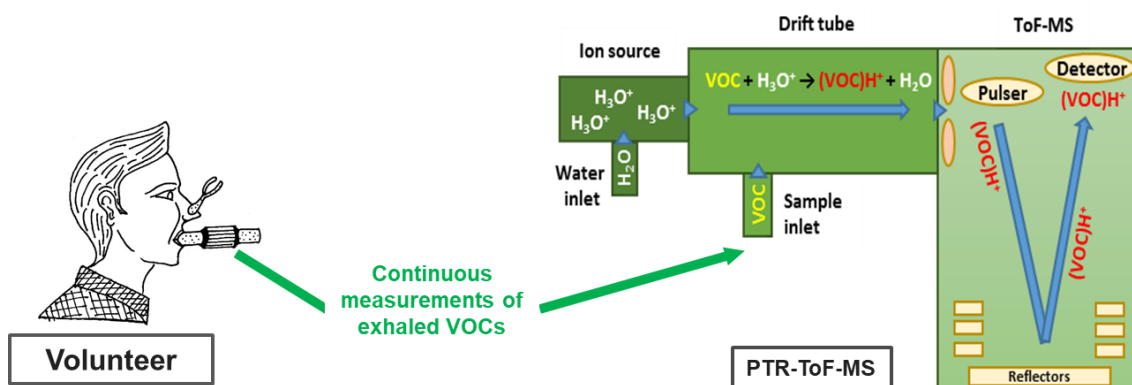 Drift tube
ToF-MS
Ion source
VOC + H₃O⁺ → (VOC)H⁺ + H₂O
Detector
(VOC)H⁺
Pulser
H₃O⁺
H₃O⁺
H₃O⁺
(VOC)H⁺
(VOC)H⁺
Water
inlet
H₂O
VOC
Sample
inlet
Continuous
measurements of
exhaled VOCs
Volunteer
PTR-ToF-MS
Reflectors